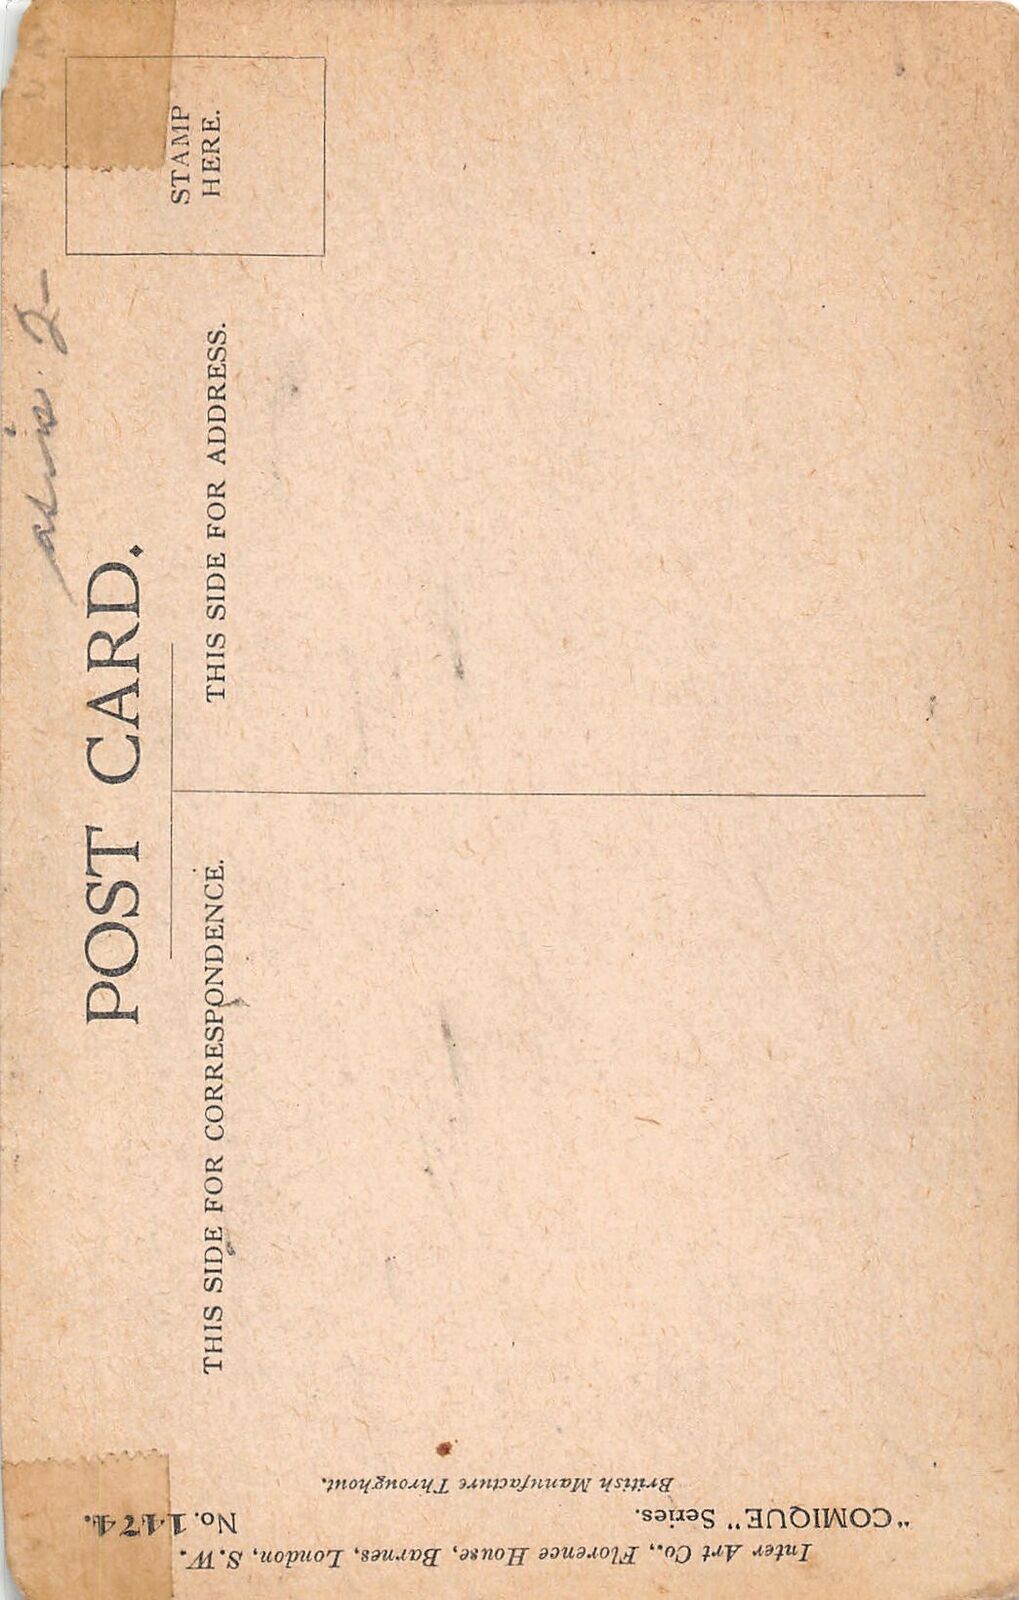 POST CARD.
STAMP
HERE.
THIS SIDE FOR CORRESPONDENCE.
THIS SIDE FOR ADDRESS.
Inter Art Co., Florence House, Barnes, London, S.W.
"COMIQUE" Series. No. 1474.
British Manufacture Throughout.
2-